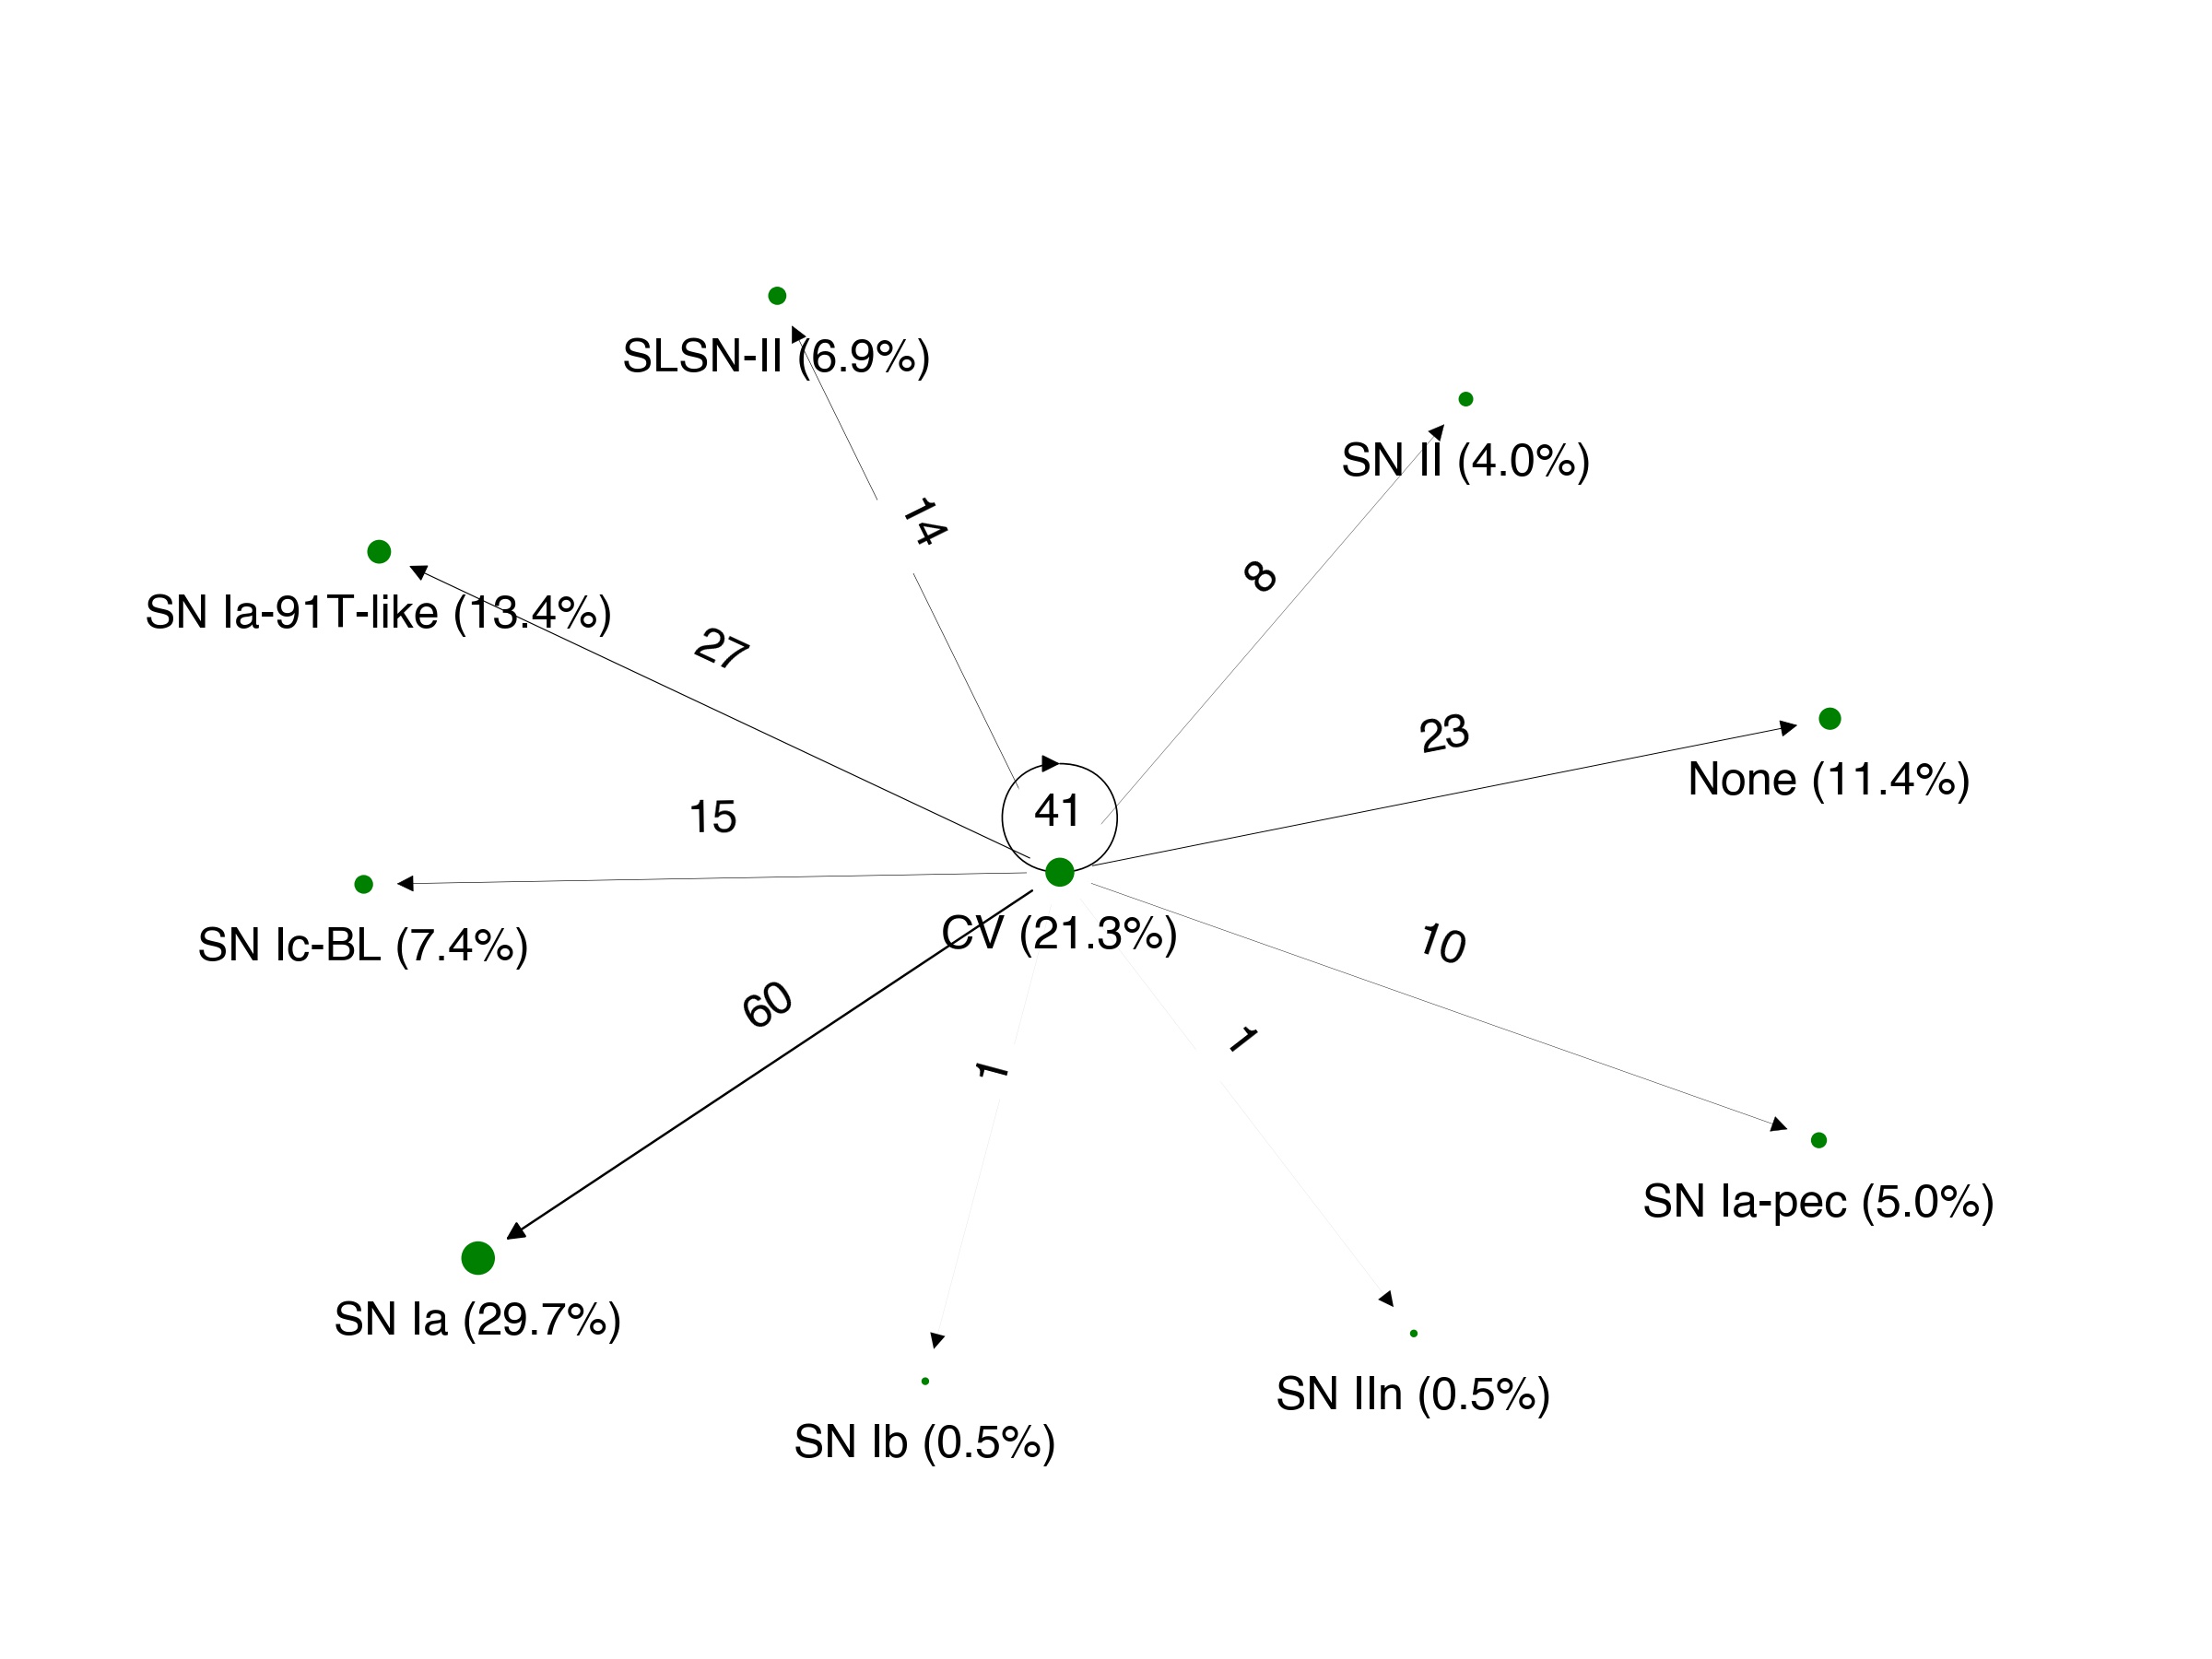 SLSN-II (6.9%)
SN II (4.0%)
14
8
SN Ia-91T-like (13.4%)
27
23
None (11.4%)
41
15
CV (21.3%)
SN Ic-BL (7.4%)
10
60
1
1
SN Ia-pec (5.0%)
SN Ia (29.7%)
SN IIn (0.5%)
SN Ib (0.5%)